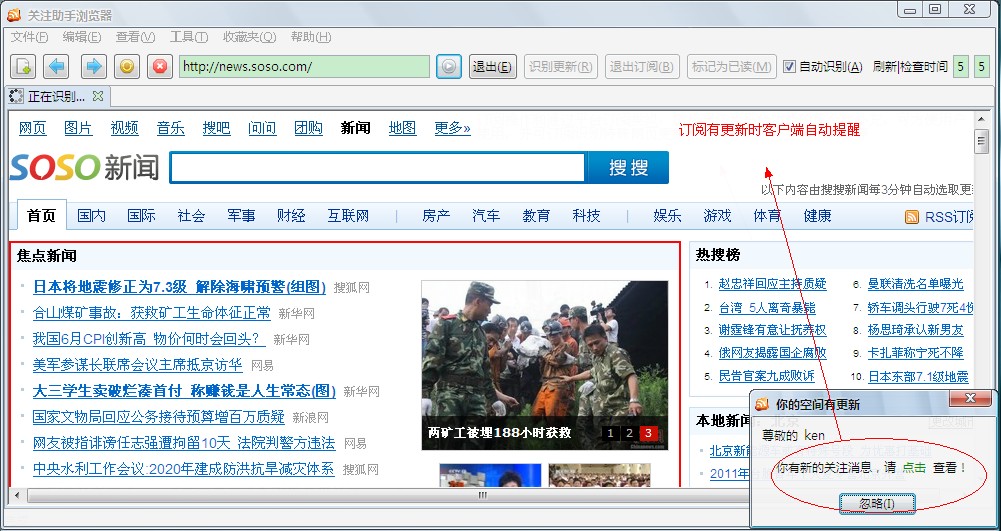 关注助手浏览器
文件(F) 编辑(E) 查看(V) 工具(T) 收藏夹(Q) 帮助(H)
http://news.soso.com/ 退出(E) 识别更新(R) 退出订阅(B) 标记为已读(M) 自动识别(A) 刷新|检查时间 5 5
正在识别...
网页 图片 视频 音乐 搜吧 问问 团购 新闻 地图 更多»
订阅有更新时客户端自动提醒
SOSO 新闻 搜 搜
以下内容由搜搜新闻每3分钟自动选取更
首页 国内 国际 社会 军事 财经 互联网 | 房产 汽车 教育 科技 | 娱乐 游戏 体育 健康 RSS订阅
焦点新闻
日本将地震修正为7.3级 解除海啸预警(组图) 搜狐网
合山煤矿事故：获救矿工生命体征正常 新华网
我国6月CPI创新高 物价何时会回头？ 新华网
美军参谋长联席会议主席抵京访华 网易
大三学生卖破烂凑首付 称赚钱是人生常态(图) 新华网
国家文物局回应公务接待预算增百万质疑 新浪网
网友被指诽谤任志强遭拘留10天 法院判警方违法 网易
中央水利工作会议:2020年建成防洪抗旱减灾体系 新华网
两矿工被埋188小时获救 1 2 3
热搜榜
1. 赵忠祥回应主持质疑
2. 台湾 5人离奇暴毙
3. 谢霆锋有意让抚养权
4. 俄网友揭露国企腐败
5. 民告官案九成败诉
6. 曼联清洗名单曝光
7. 轿车调头行驶7死4伤
8. 杨思琦承认新男友
9. 卡扎菲称宁死不降
10. 日本东部7.1级地震
本地新闻
北京新
2011年
你的空间有更新
尊敬的 ken
你有新的关注消息，请 点击 查看！
忽略(I)